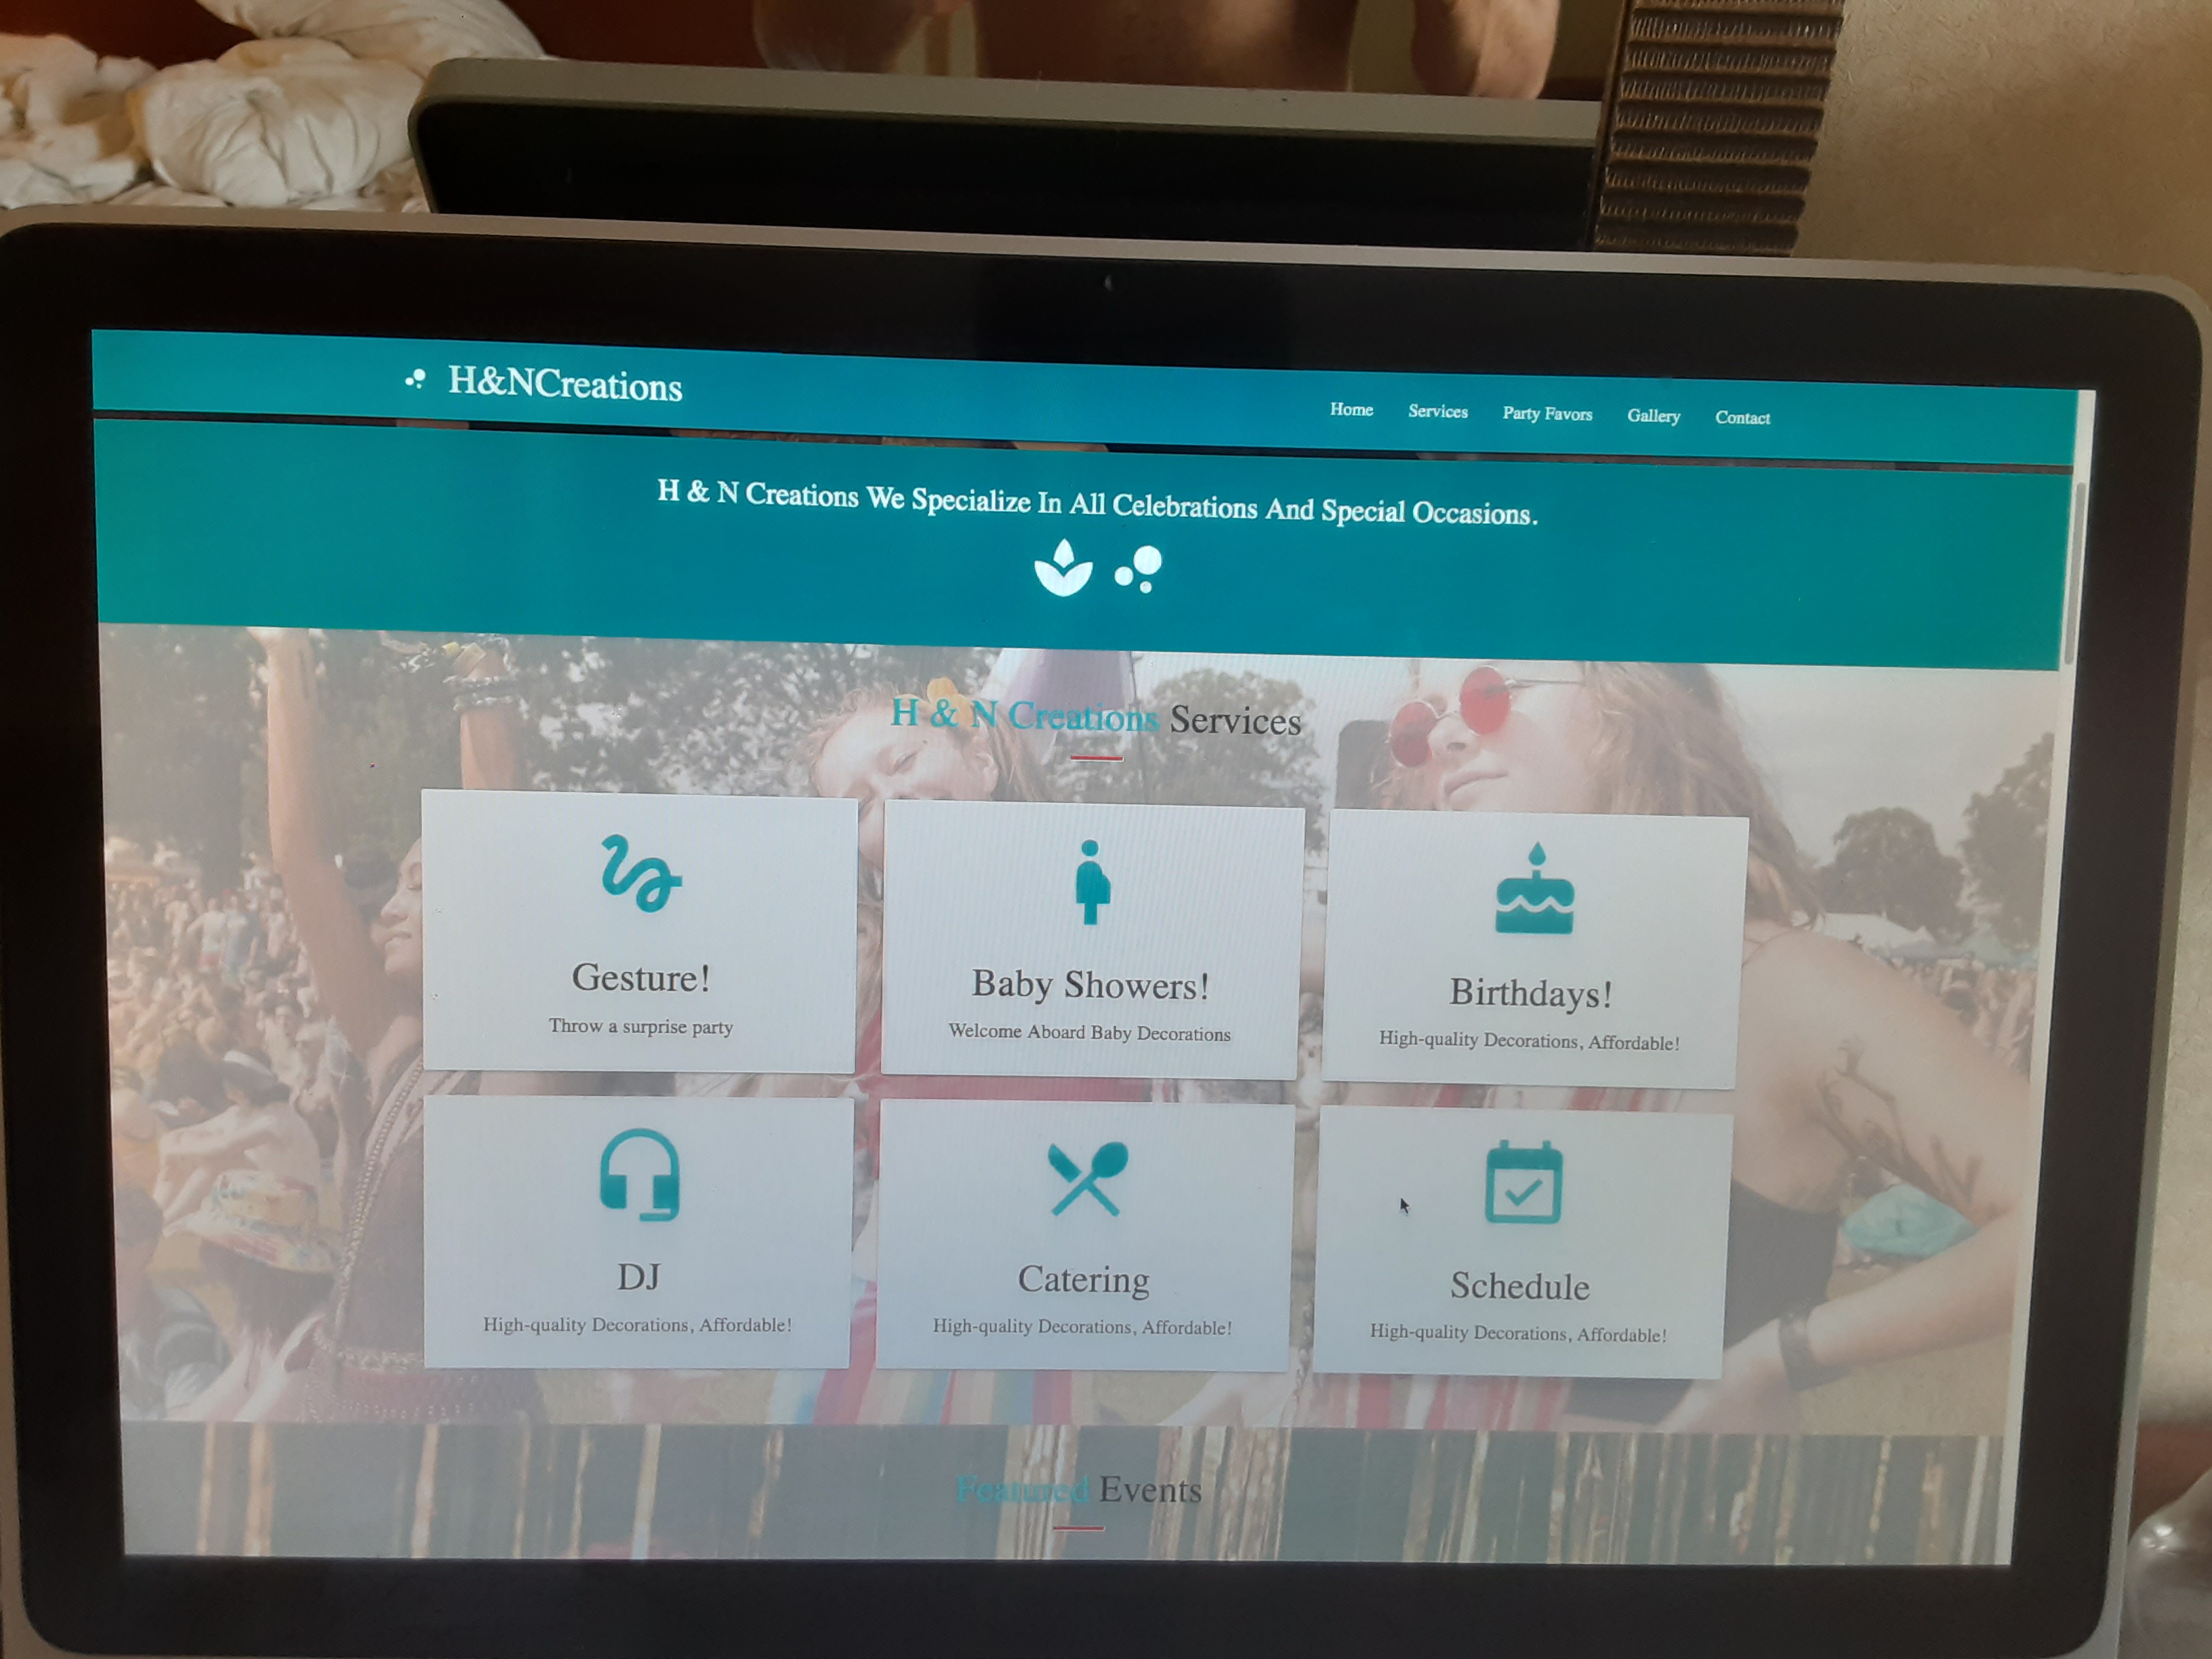 H&NCreations
Home Services Party Favors Gallery Contact
H & N Creations We Specialize In All Celebrations And Special Occasions.
H & N Creations Services
Gesture!
Throw a surprise party
Baby Showers!
Welcome Aboard Baby Decorations
Birthdays!
High-quality Decorations, Affordable!
DJ
High-quality Decorations, Affordable!
Catering
High-quality Decorations, Affordable!
Schedule
High-quality Decorations, Affordable!
Featured Events